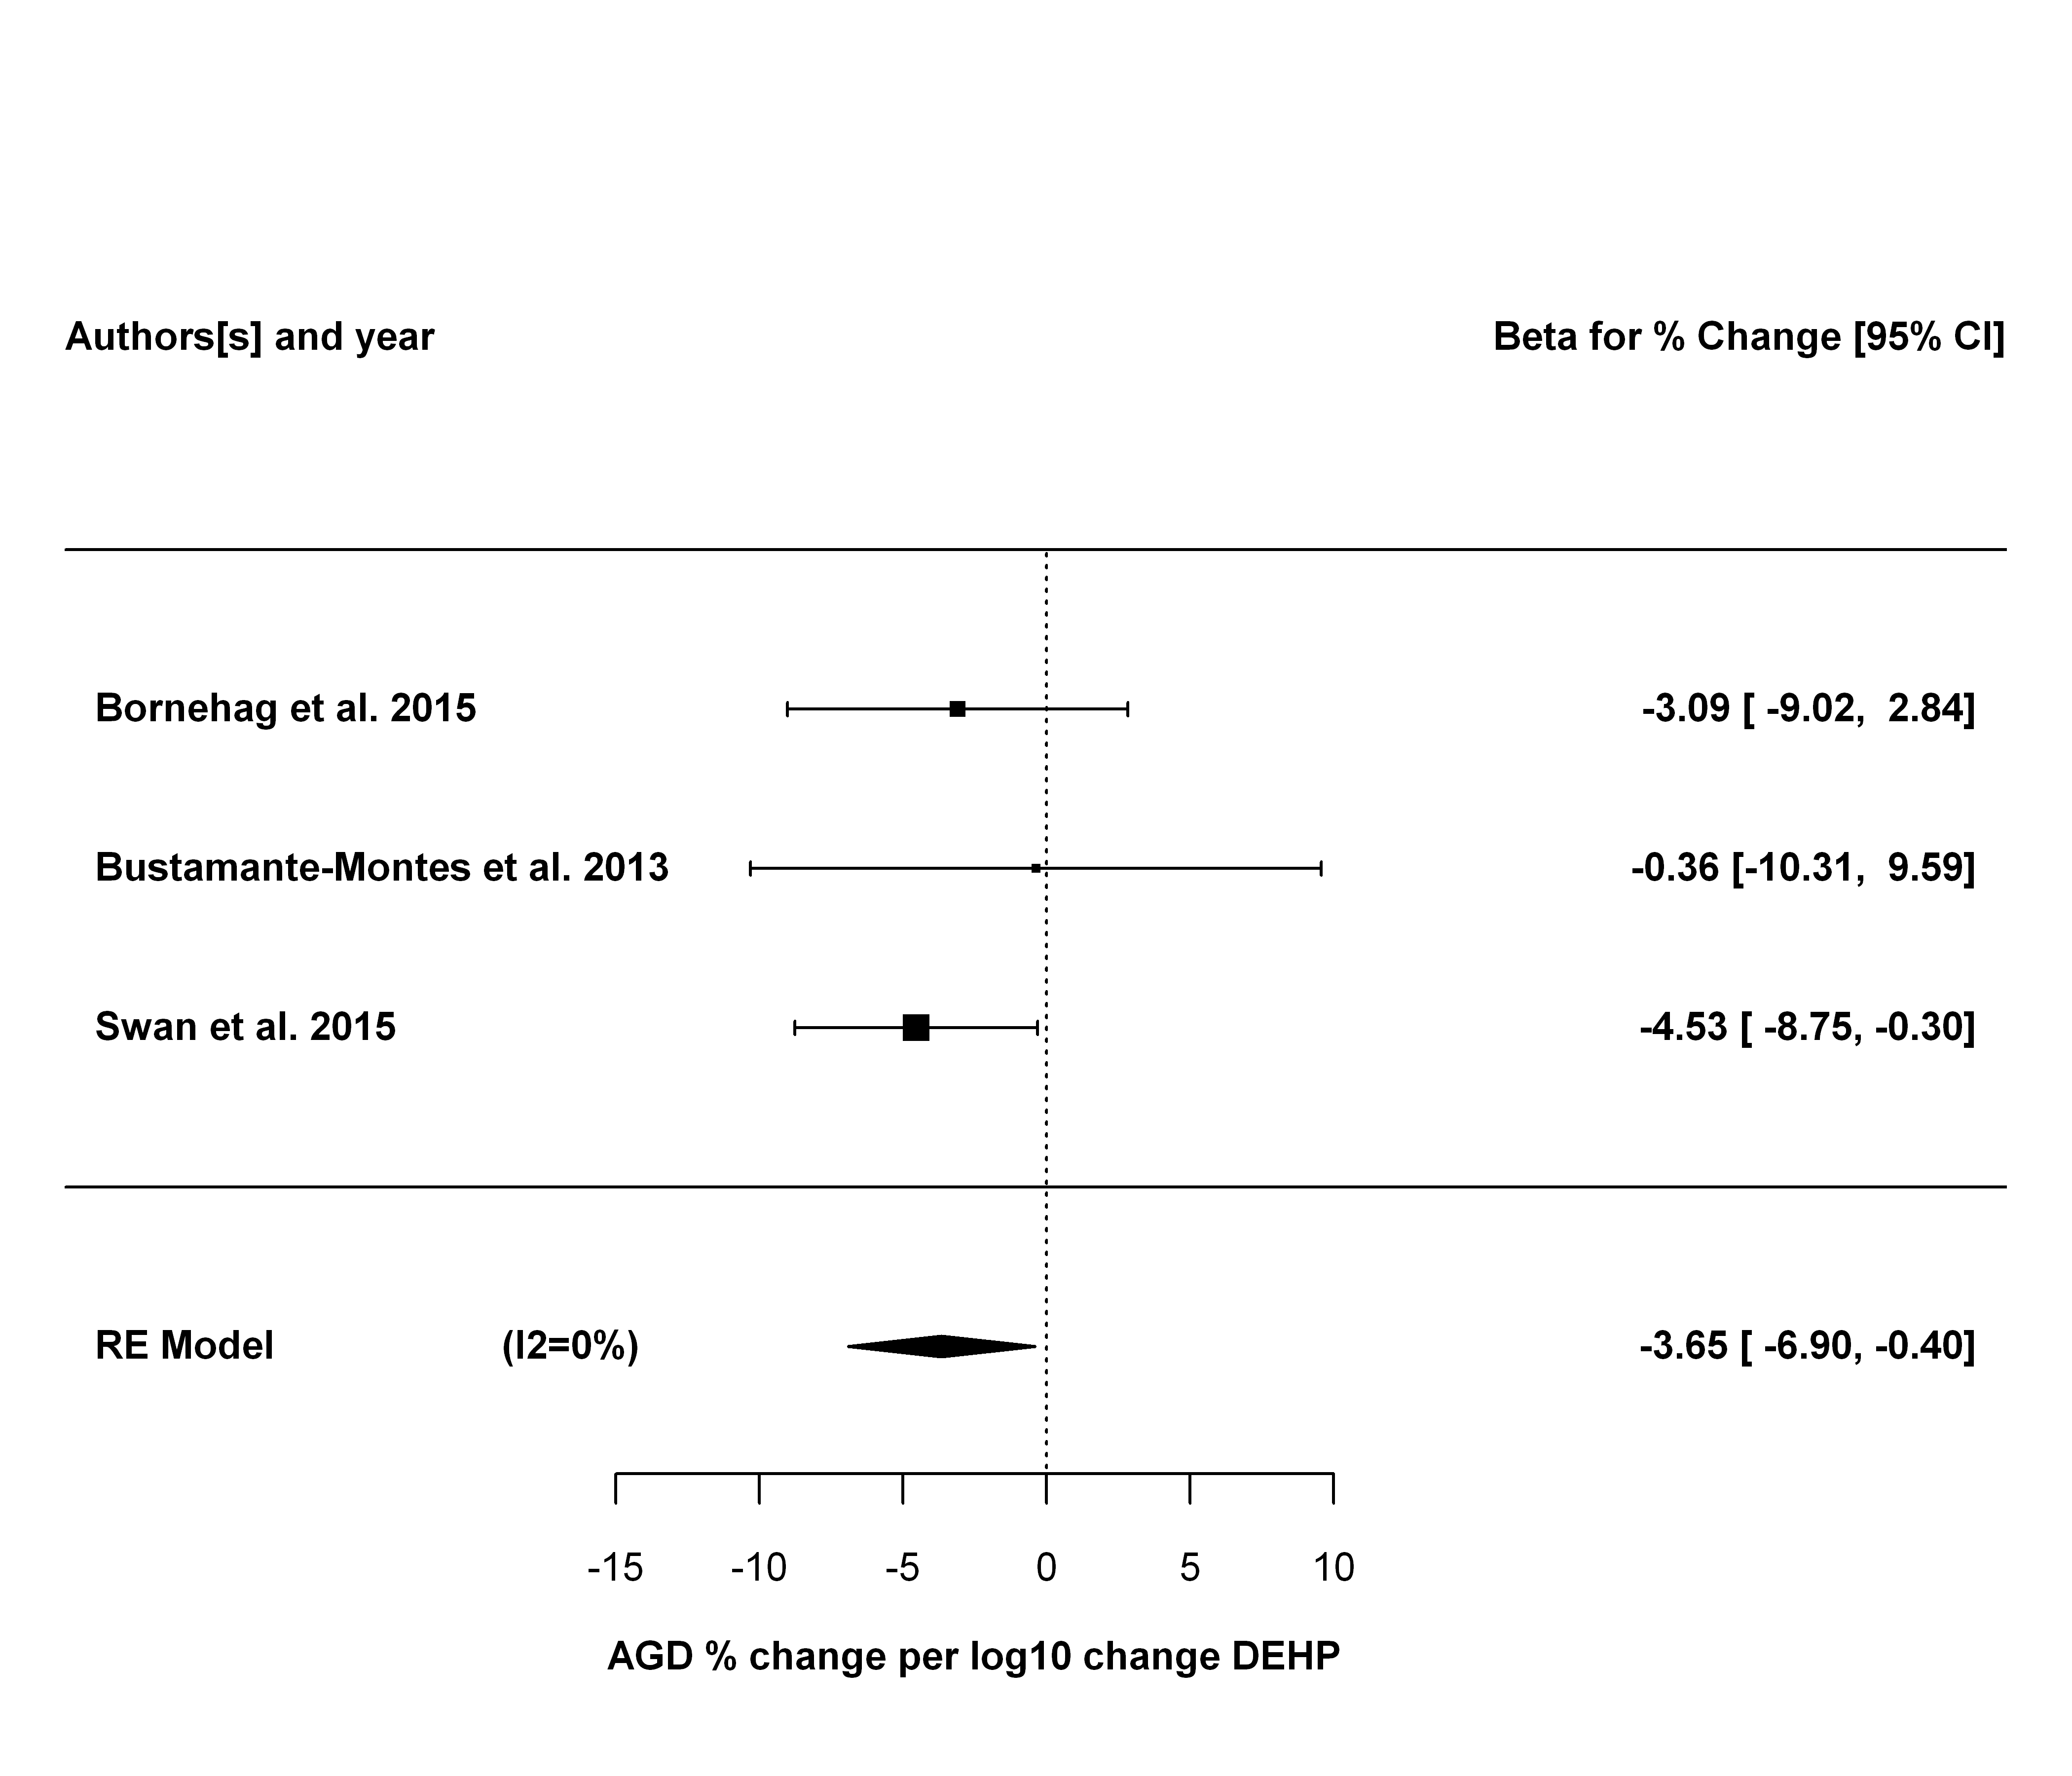 Authors[s] and year Beta for % Change [95% CI]
Bornehag et al. 2015 -3.09 [ -9.02, 2.84]
Bustamante-Montes et al. 2013 -0.36 [-10.31, 9.59]
Swan et al. 2015 -4.53 [ -8.75, -0.30]
RE Model (I2=0%) -3.65 [ -6.90, -0.40]
-15 -10 -5 0 5 10
AGD % change per log10 change DEHP